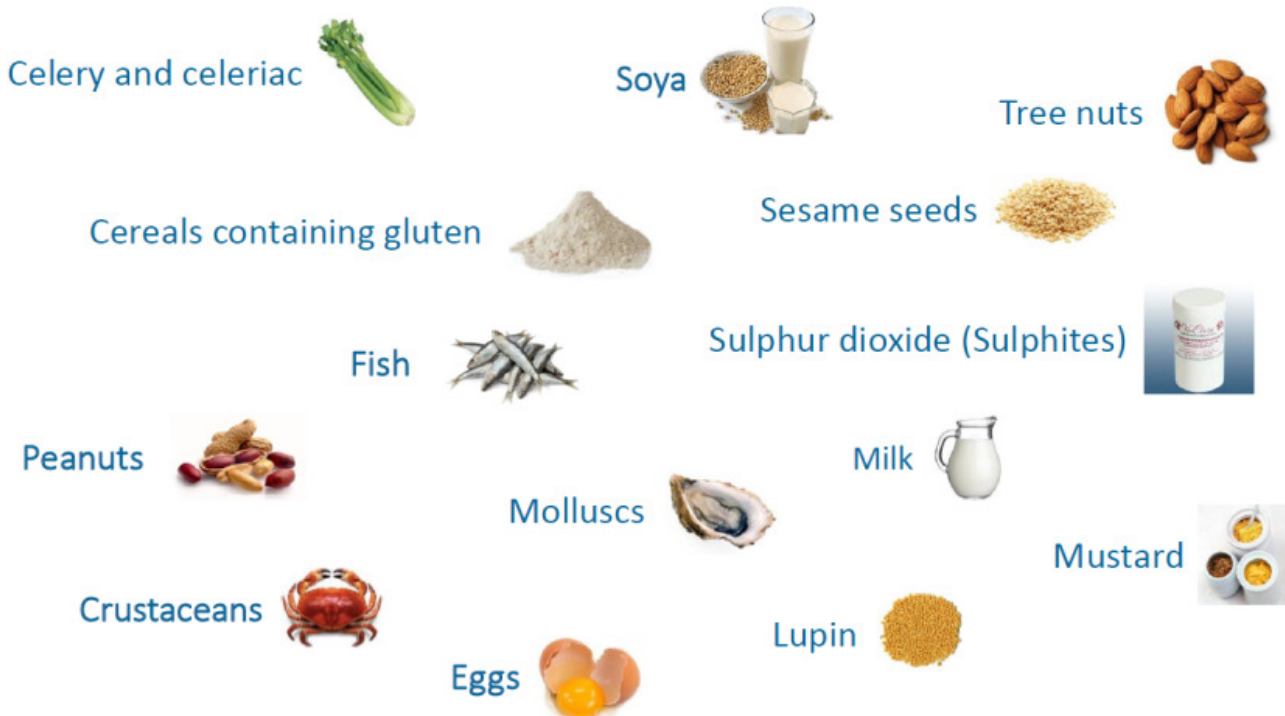 Celery and celeriac
Soya
Tree nuts
Cereals containing gluten
Sesame seeds
Fish
Sulphur dioxide (Sulphites)
Peanuts
Milk
Molluscs
Mustard
Crustaceans
Lupin
Eggs